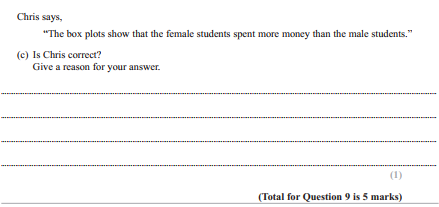 Chris says,
“The box plots show that the female students spent more money than the male students.”
(c) Is Chris correct?
Give a reason for your answer.
(1)
(Total for Question 9 is 5 marks)